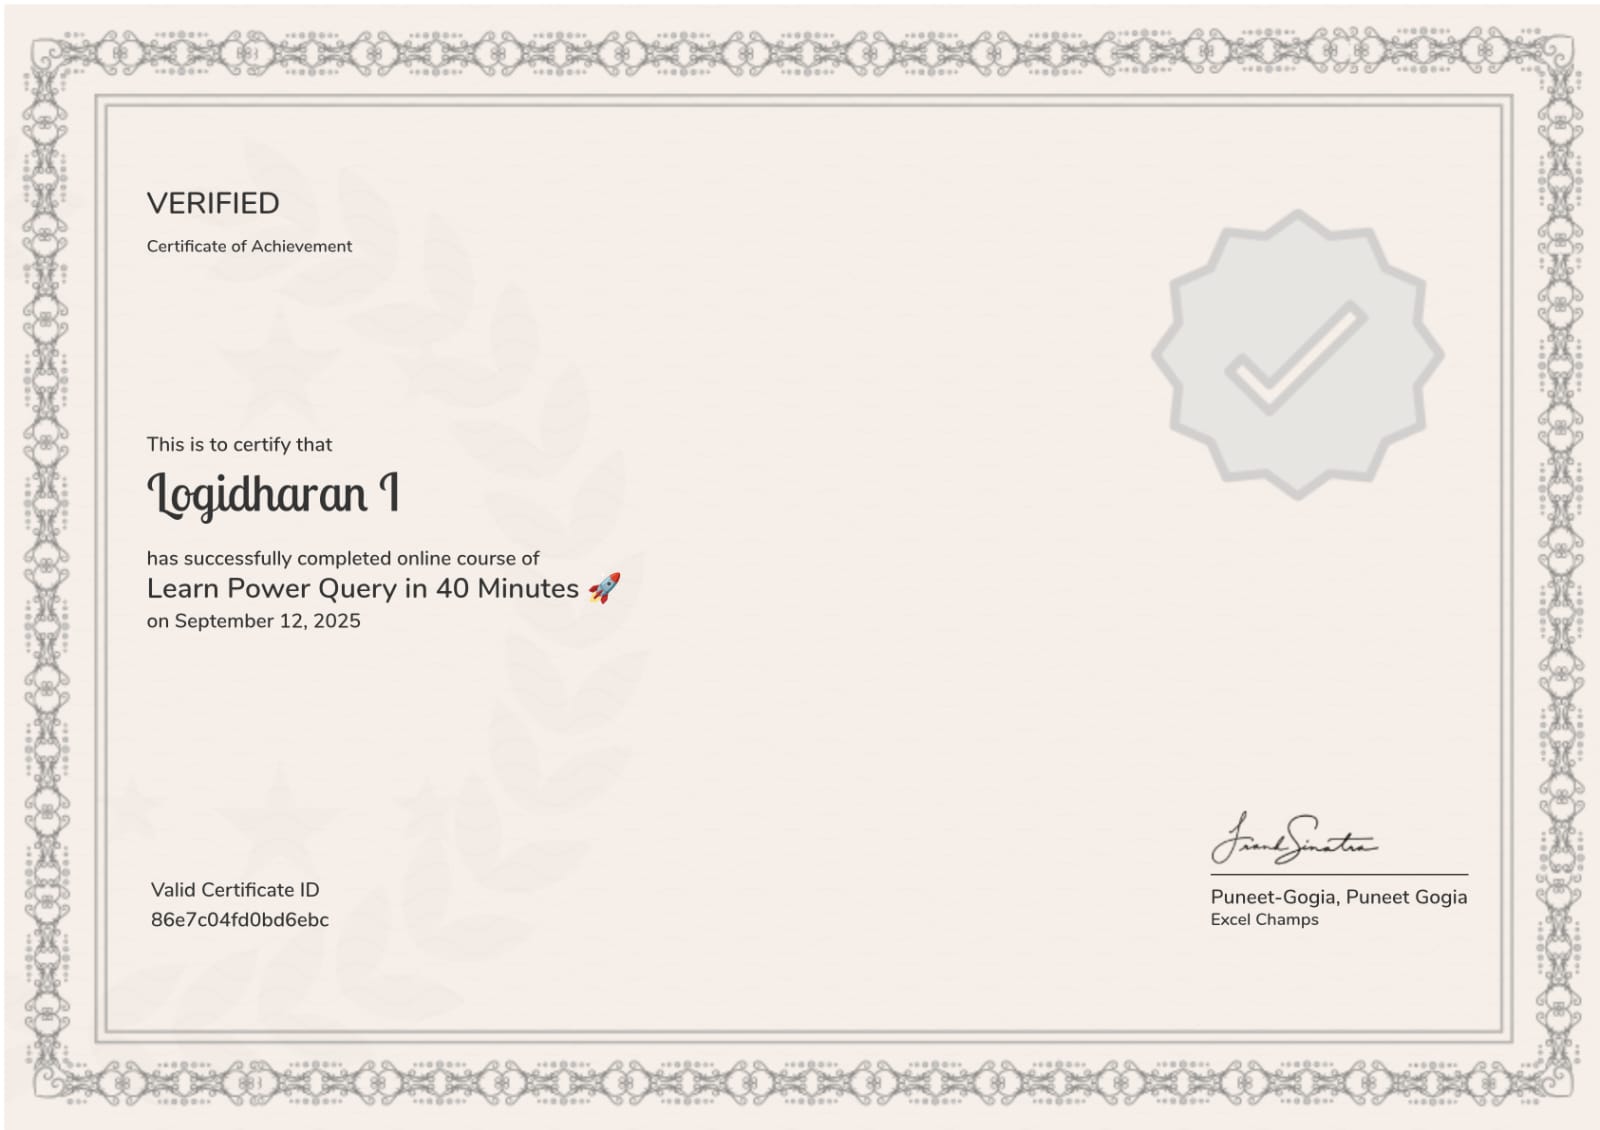 VERIFIED
Certificate of Achievement
This is to certify that
Logidharan I
has successfully completed online course of
Learn Power Query in 40 Minutes 🚀
on September 12, 2025
Valid Certificate ID
86e7c04fd0bd6ebc
Frank Sinatra
Puneet-Gogia, Puneet Gogia
Excel Champs